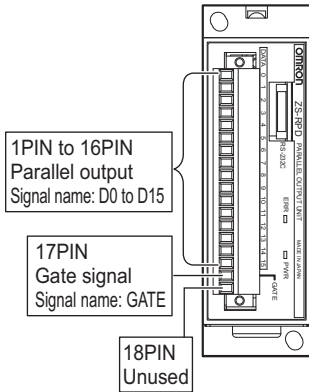 1PIN to 16PIN
Parallel output
Signal name: D0 to D15
17PIN
Gate signal
Signal name: GATE
18PIN
Unused
DATA 0 1 2 3 4 5 6 7 8 9 10 11 12 13 14 15
GATE
OMRON
ZS-RPD
PARALLEL OUTPUT UNIT
MADE IN JAPAN
RS-232C
ERR
PWR